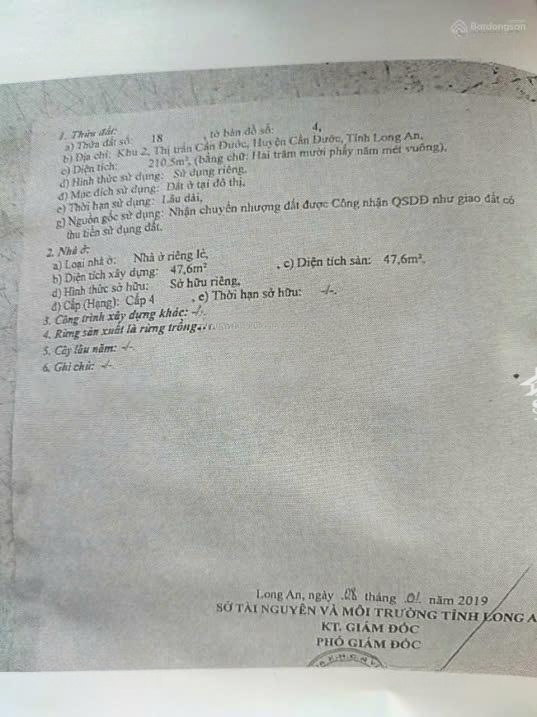 Batdongsan
1. Thửa đất:
a) Thửa đất số: 18 , tờ bản đồ số: 4,
b) Địa chỉ: Khu 2, Thị trấn Cần Đước, Huyện Cần Đước, Tỉnh Long An,
c) Diện tích: 210,5m², (bằng chữ: Hai trăm mười phẩy năm mét vuông),
d) Hình thức sử dụng: Sử dụng riêng,
đ) Mục đích sử dụng: Đất ở tại đô thị,
e) Thời hạn sử dụng: Lâu dài,
g) Nguồn gốc sử dụng: Nhận chuyển nhượng đất được Công nhận QSDĐ như giao đất có
thu tiền sử dụng đất.
2. Nhà ở:
a) Loại nhà ở: Nhà ở riêng lẻ,
b) Diện tích xây dựng: 47,6m² , c) Diện tích sàn: 47,6m²,
d) Hình thức sở hữu: Sở hữu riêng,
đ) Cấp (Hạng): Cấp 4 , e) Thời hạn sở hữu: -/-.
3. Công trình xây dựng khác: -/-.
4. Rừng sản xuất là rừng trồng:
5. Cây lâu năm: -/-.
6. Ghi chú: -/-.
Long An, ngày 28 tháng 01 năm 2019
SỞ TÀI NGUYÊN VÀ MÔI TRƯỜNG TỈNH LONG A
KT. GIÁM ĐỐC
PHÓ GIÁM ĐỐC